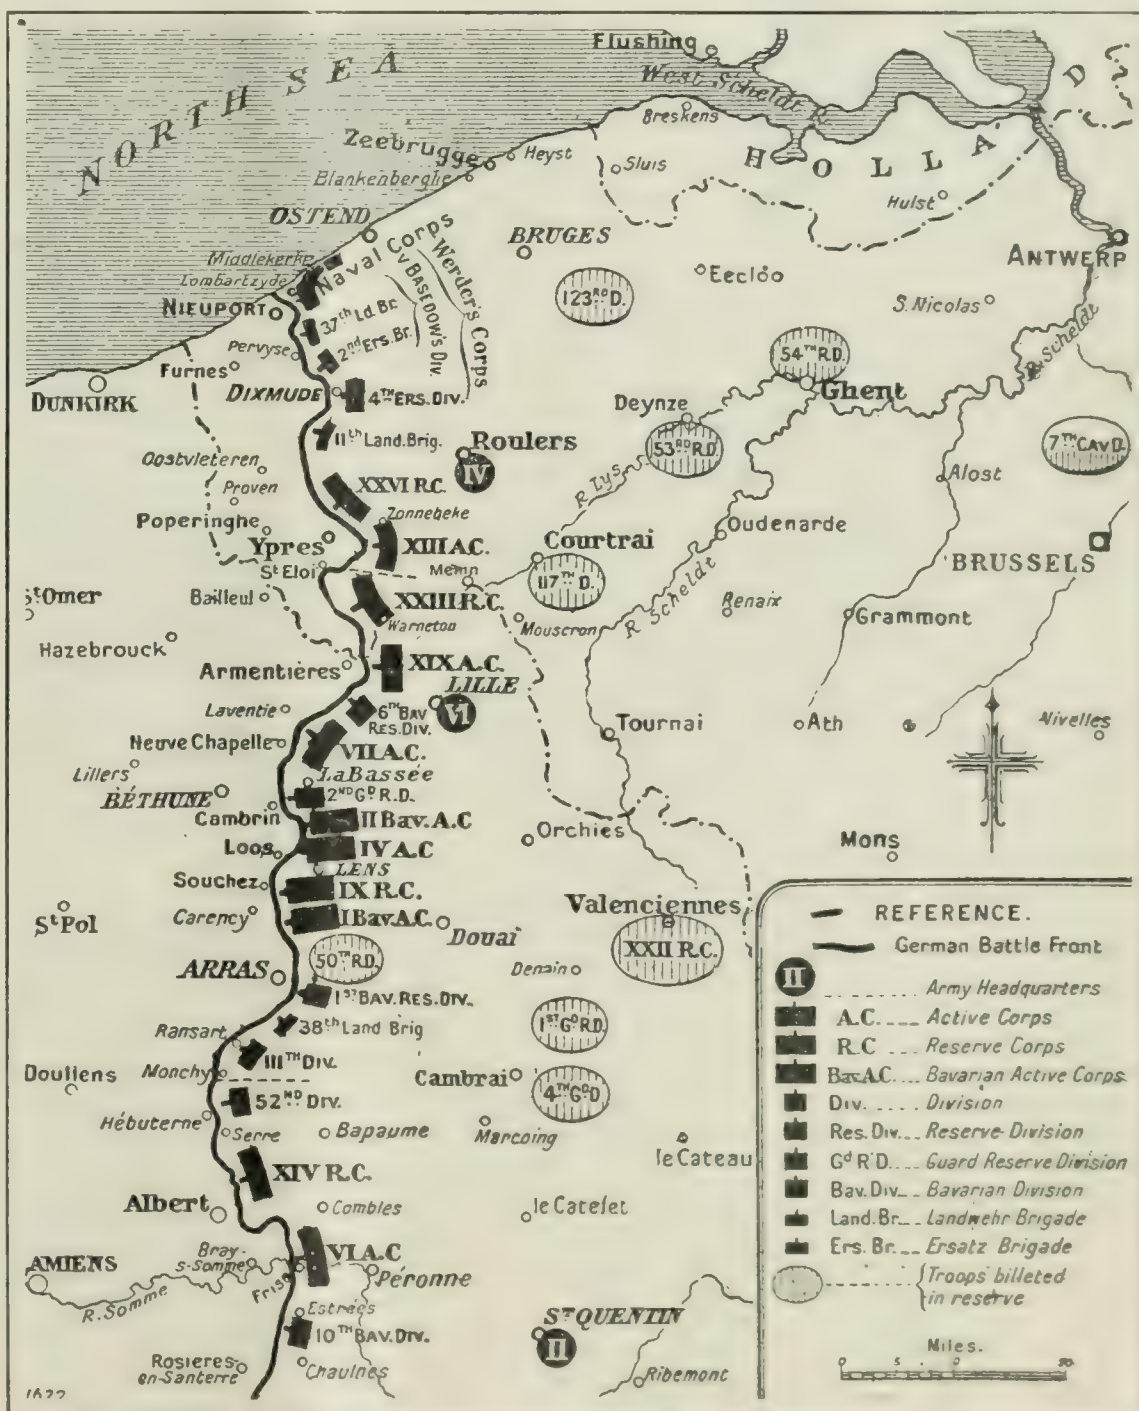 NORTH SEA
Flushing
West Scheldt R.
Breskens
HOLLAND
Zeebrugge
Heyst
Sluis
Blankenberghe
Hulst
OSTEND
BRUGES
ANTWERP
Middlekerke
Lombartzyde
Naval Corps
Werder's Corps
v. BASEDOW'S DIV.
Eeclóo
123RD D.
S. Nicolas
NIEUPORT
37th Ld. Br.
2nd Ers. Br.
Pervyse
R. Scheldt
54TH R.D.
Furnes
Ghent
DUNKIRK
DIXMUDE
4TH ERS. DIV.
Deynze
11th Land. Brig.
Roulers
53RD R.D.
7TH CAV D.
IV
Oostvleteren
R Lys
Alost
XXVI R.C.
Proven
Zonnebeke
Poperinghe
Oudenarde
Ypres
XIII A.C.
Courtrai
BRUSSELS
St Eloi
Menin
117TH D.
St Omer
Bailleul
XXIII R.C.
R Scheldt
Renaix
Grammont
Warneton
Mouscron
Hazebrouck
Armentières
XIX A.C.
LILLE
Laventie
6TH BAV
RES. DIV.
VI
Tournai
Ath
Nivelles
Neuve Chapelle
VII A.C.
Lillers
La Bassée
BÉTHUNE
2ND GD R.D.
Cambrin
II Bav. A.C
Orchies
Loos
IV A.C
Mons
LENS
Souchez
IX R.C.
St Pol
Carency
I Bav. A.C.
Douai
Valenciennes
XXII R.C.
50TH R.D.
ARRAS
Denain
1ST BAV. RES. DIV.
38th Land Brig
1ST GD R.D.
Ransart
111TH DIV.
Doullens
Monchy
Cambrai
4TH GD D
52ND DIV.
Hébuterne
Serre
Bapaume
Marcoing
le Cateau
XIV R.C.
Albert
Combles
le Catelet
VI A.C
AMIENS
Bray-
s-Somme
Frise
Péronne
R. Somme
Estrées
ST QUENTIN
10TH BAV. DIV.
II
Rosieres-
en-Santerre
Chaulnes
Ribemont
REFERENCE.
German Battle Front
II Army Headquarters
A.C. Active Corps
R.C Reserve Corps
Bav. A.C. Bavarian Active Corps.
Div. Division
Res. Div. Reserve Division
Gd R D. Guard Reserve Division
Bav. Div. Bavarian Division
Land. Br. Landwehr Brigade
Ers. Br. Ersatz Brigade
Troops billeted
in reserve
Miles.
0 5 0